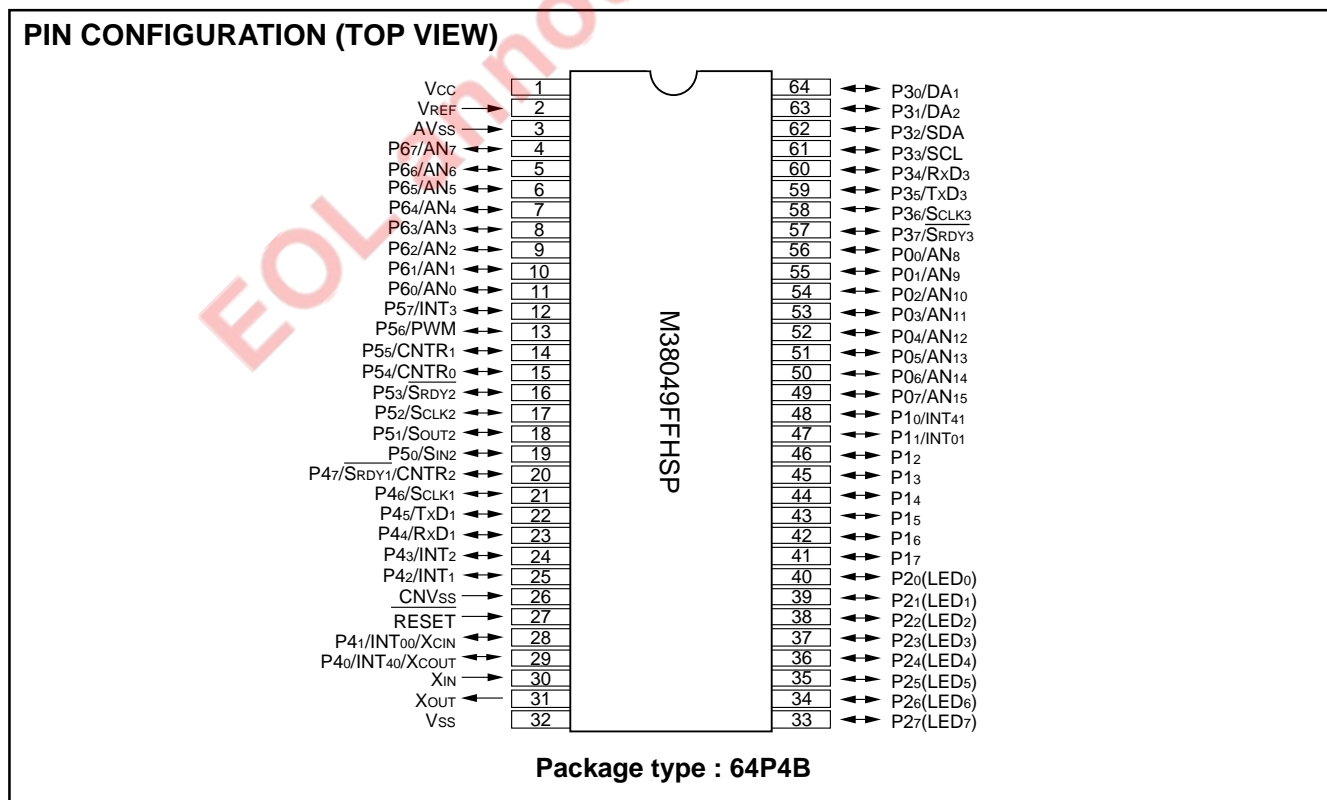 PIN CONFIGURATION (TOP VIEW)
VCC 1
VREF 2
AVSS 3
P67/AN7 4
P66/AN6 5
P65/AN5 6
P64/AN4 7
P63/AN3 8
P62/AN2 9
P61/AN1 10
P60/AN0 11
P57/INT3 12
P56/PWM 13
P55/CNTR1 14
P54/CNTR0 15
P53/SRDY2 16
P52/SCLK2 17
P51/SOUT2 18
P50/SIN2 19
P47/SRDY1/CNTR2 20
P46/SCLK1 21
P45/TXD1 22
P44/RXD1 23
P43/INT2 24
P42/INT1 25
CNVSS 26
RESET 27
P41/INT00/XCIN 28
P40/INT40/XCOUT 29
XIN 30
XOUT 31
VSS 32
M38049FFHSP
64 P30/DA1
63 P31/DA2
62 P32/SDA
61 P33/SCL
60 P34/RXD3
59 P35/TXD3
58 P36/SCLK3
57 P37/SRDY3
56 P00/AN8
55 P01/AN9
54 P02/AN10
53 P03/AN11
52 P04/AN12
51 P05/AN13
50 P06/AN14
49 P07/AN15
48 P10/INT41
47 P11/INT01
46 P12
45 P13
44 P14
43 P15
42 P16
41 P17
40 P20(LED0)
39 P21(LED1)
38 P22(LED2)
37 P23(LED3)
36 P24(LED4)
35 P25(LED5)
34 P26(LED6)
33 P27(LED7)
Package type : 64P4B
EOL